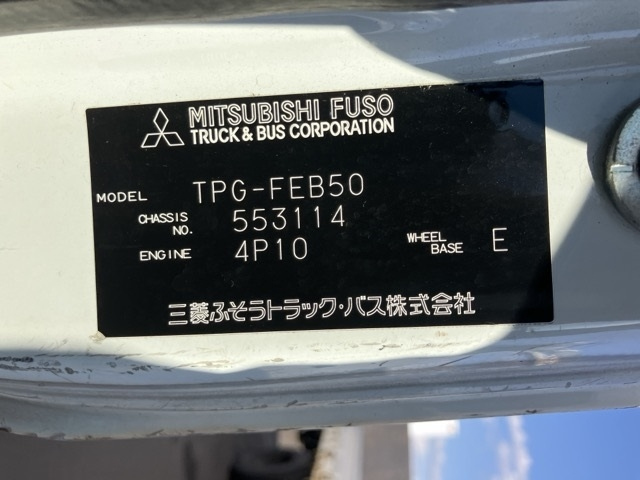 MITSUBISHI FUSO
TRUCK & BUS CORPORATION
MODEL TPG-FEB50
CHASSIS NO. 553114
ENGINE 4P10 WHEEL BASE E
三菱ふそうトラック・バス株式会社